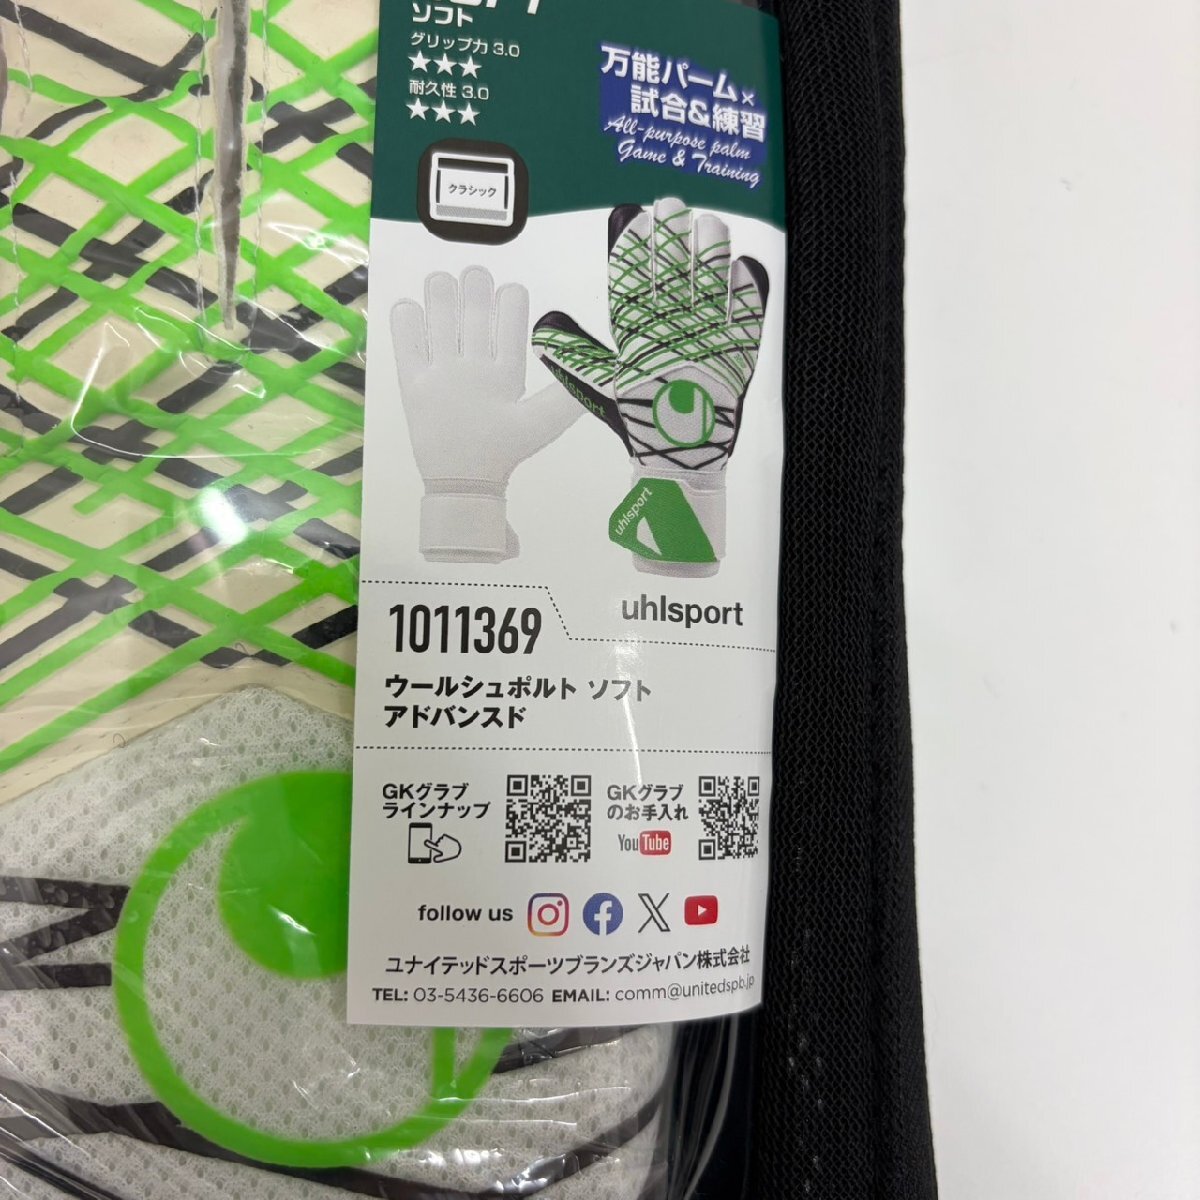 ソフト
グリップ力 3.0
★★★
耐久性 3.0
★★★
万能パーム×
試合&練習
All-purpose palm
Game & Training
クラシック
uhlsport
uhlsport
uhlsport
1011369
ウールシュポルト ソフト
アドバンスド
GKグラブ
ラインナップ
GKグラブ
のお手入れ
YouTube
follow us
ユナイテッドスポーツブランズジャパン株式会社
TEL: 03-5436-6606 EMAIL: comm@unitedspb.jp